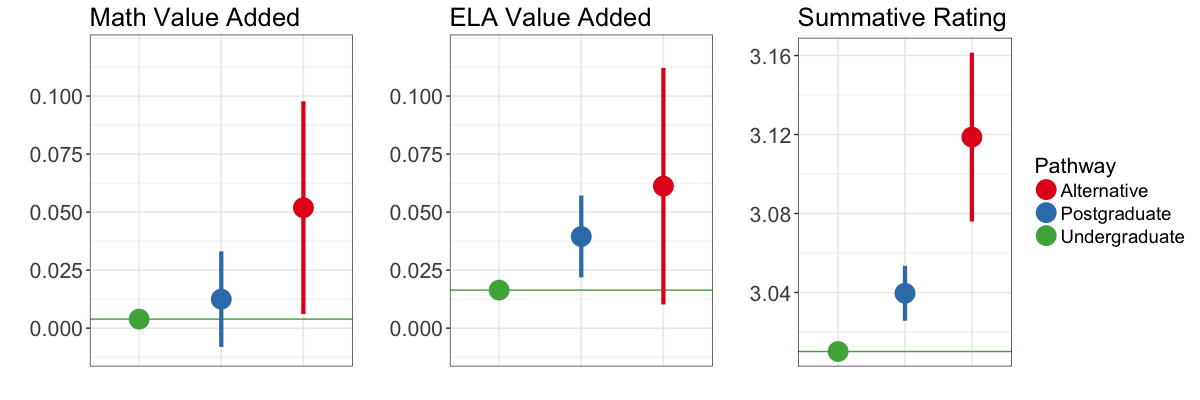 Math Value Added
0.100
0.075
0.050
0.025
0.000
ELA Value Added
0.100
0.075
0.050
0.025
0.000
Summative Rating
3.16
3.12
3.08
3.04
Pathway
Alternative
Postgraduate
Undergraduate